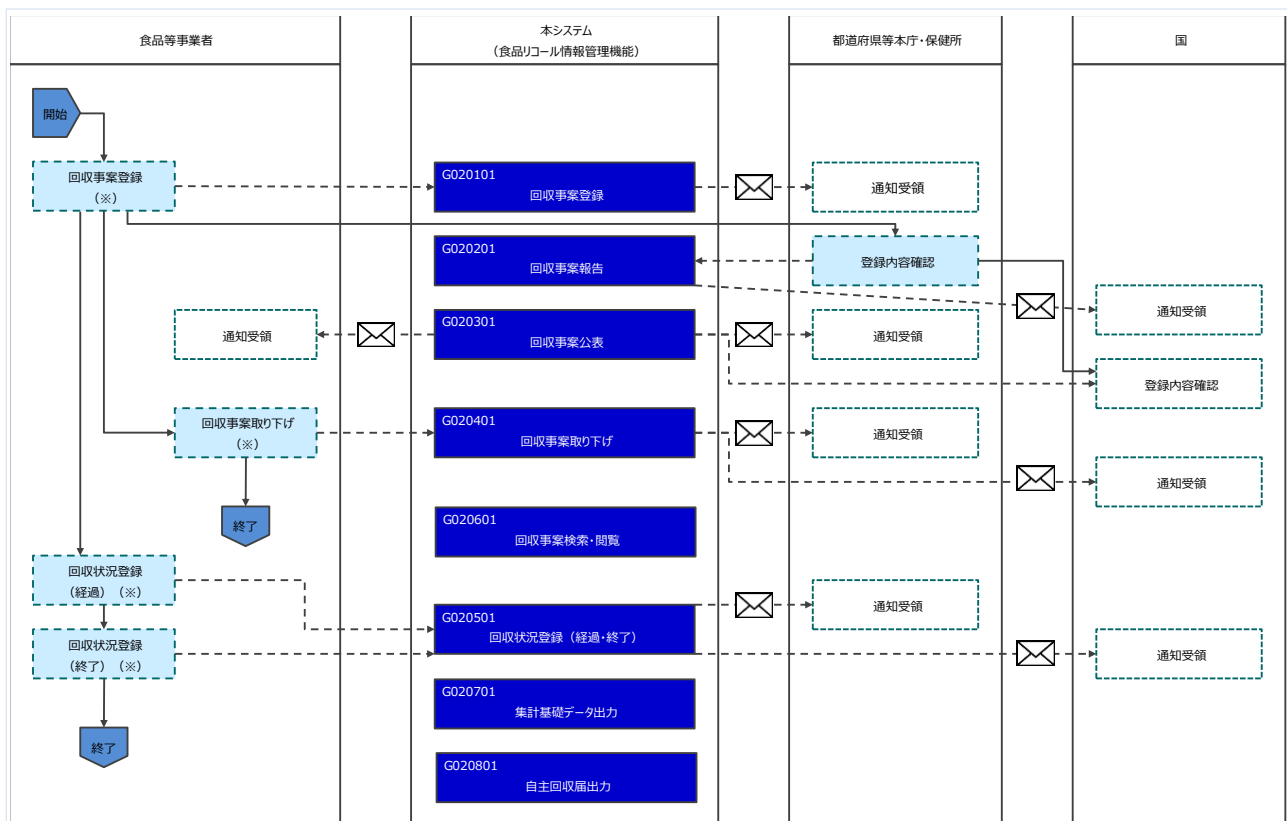 食品等事業者
本システム
（食品リコール情報管理機能）
都道府県等本庁・保健所
国
開始
回収事案登録
（※）
G020101
回収事案登録
通知受領
G020201
回収事案報告
登録内容確認
通知受領
通知受領
G020301
回収事案公表
通知受領
登録内容確認
回収事案取り下げ
（※）
G020401
回収事案取り下げ
通知受領
通知受領
終了
G020601
回収事案検索・閲覧
回収状況登録
（経過）（※）
G020501
回収状況登録（経過・終了）
通知受領
回収状況登録
（終了）（※）
通知受領
G020701
集計基礎データ出力
終了
G020801
自主回収届出力